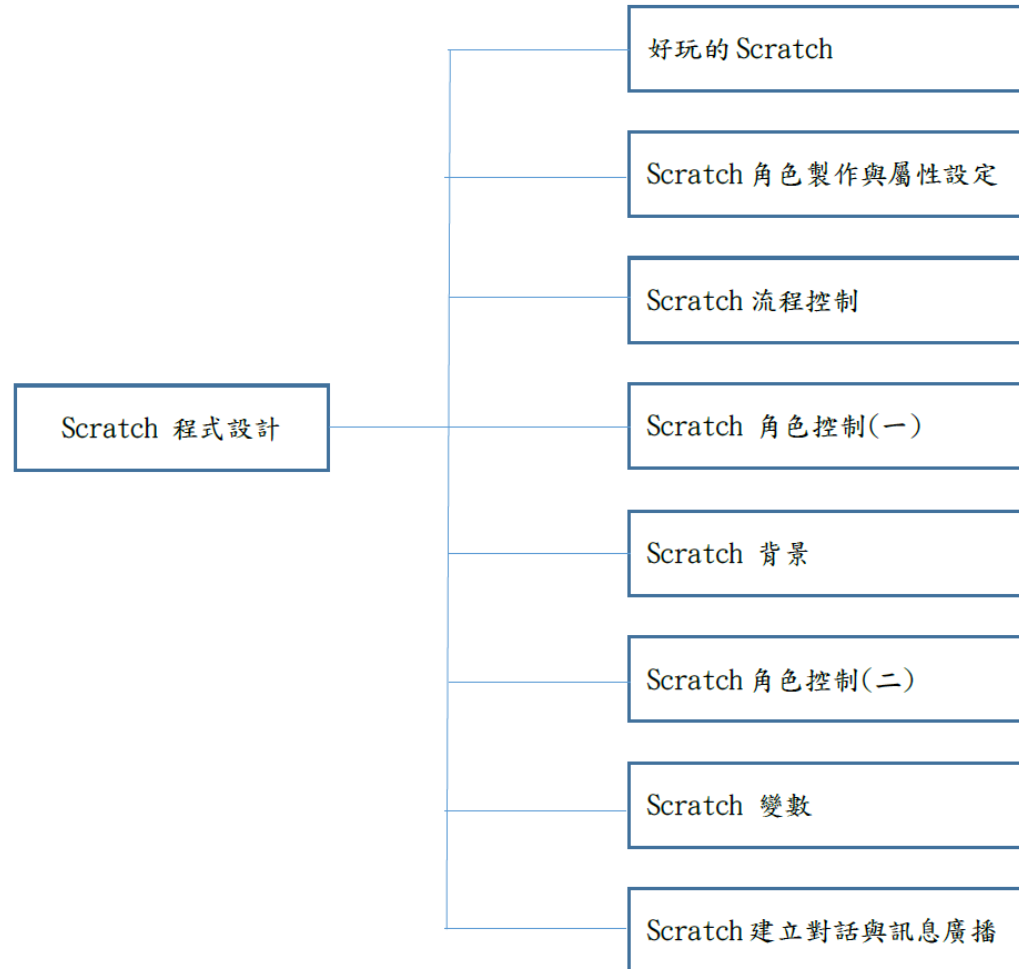 好玩的 Scratch
Scratch 角色製作與屬性設定
Scratch 流程控制
Scratch 程式設計
Scratch 角色控制(一)
Scratch 背景
Scratch 角色控制(二)
Scratch 變數
Scratch 建立對話與訊息廣播